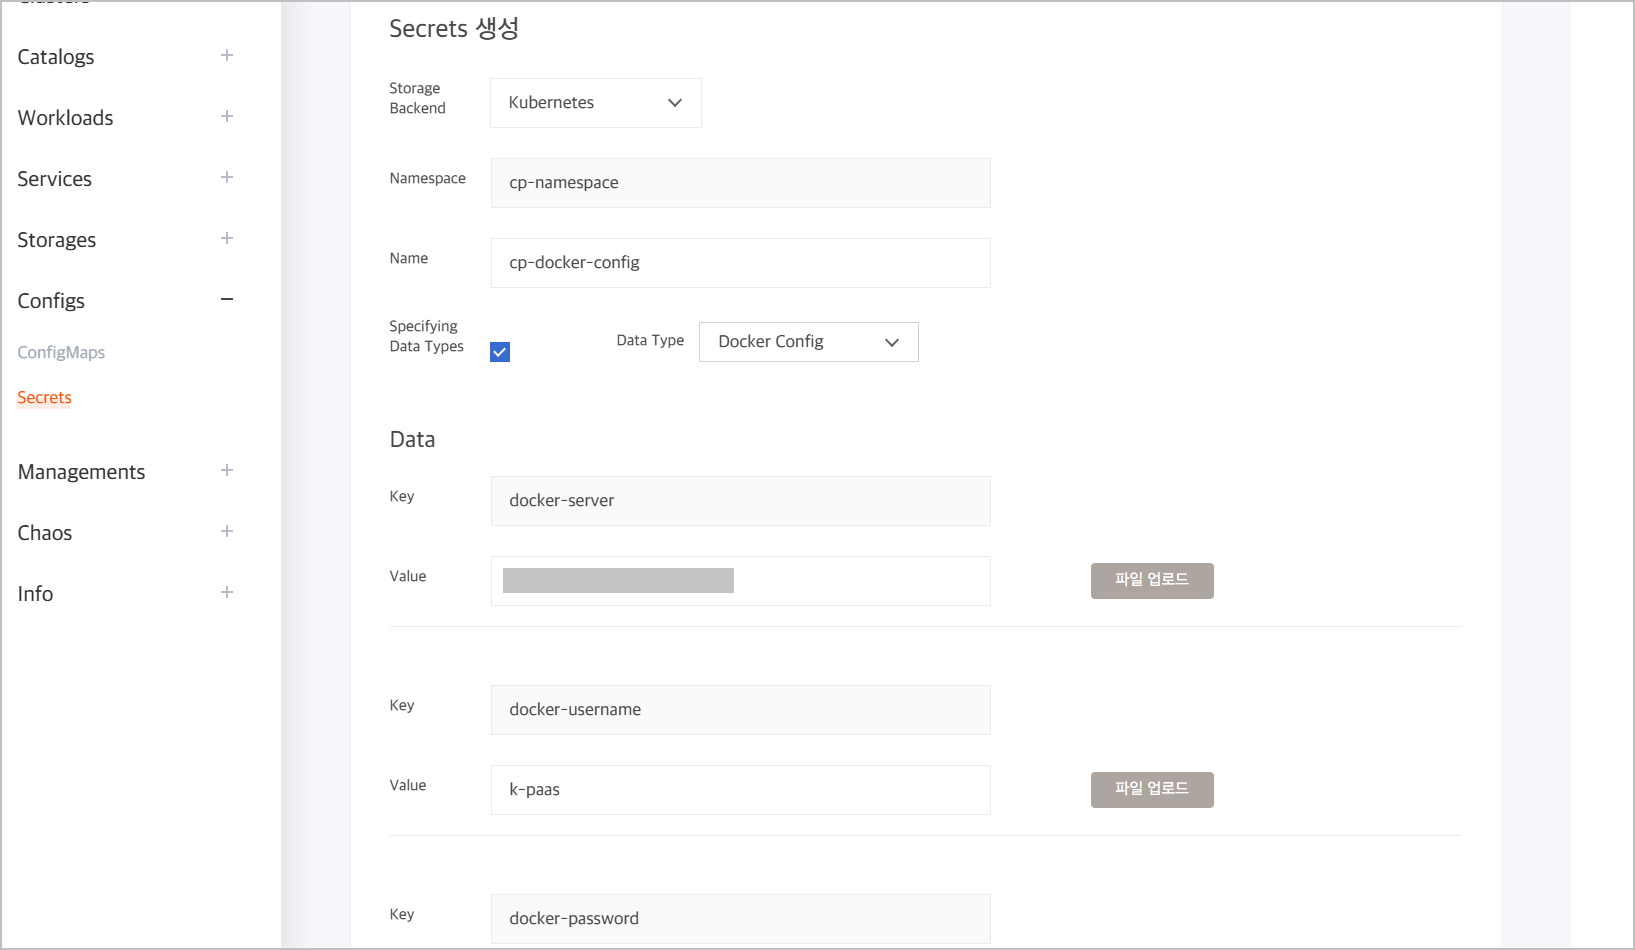 Catalogs
Workloads
Services
Storages
Configs
ConfigMaps
Secrets
Managements
Chaos
Info
Secrets 생성
Storage
Backend
Kubernetes
Namespace
cp-namespace
Name
cp-docker-config
Specifying
Data Types
Data Type
Docker Config
Data
Key
docker-server
Value
파일 업로드
Key
docker-username
Value
k-paas
파일 업로드
Key
docker-password